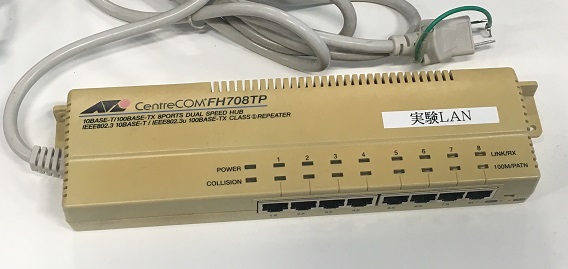 CentreCOM® FH708TP
10BASE-T/100BASE-TX 8PORTS DUAL SPEED HUB
IEEE802.3 10BASE-T / IEEE802.3u 100BASE-TX CLASS Ⅱ REPEATER
実験LAN
POWER 1 2 3 4 5 6 7 8 LINK/RX
COLLISION 100M/PATN